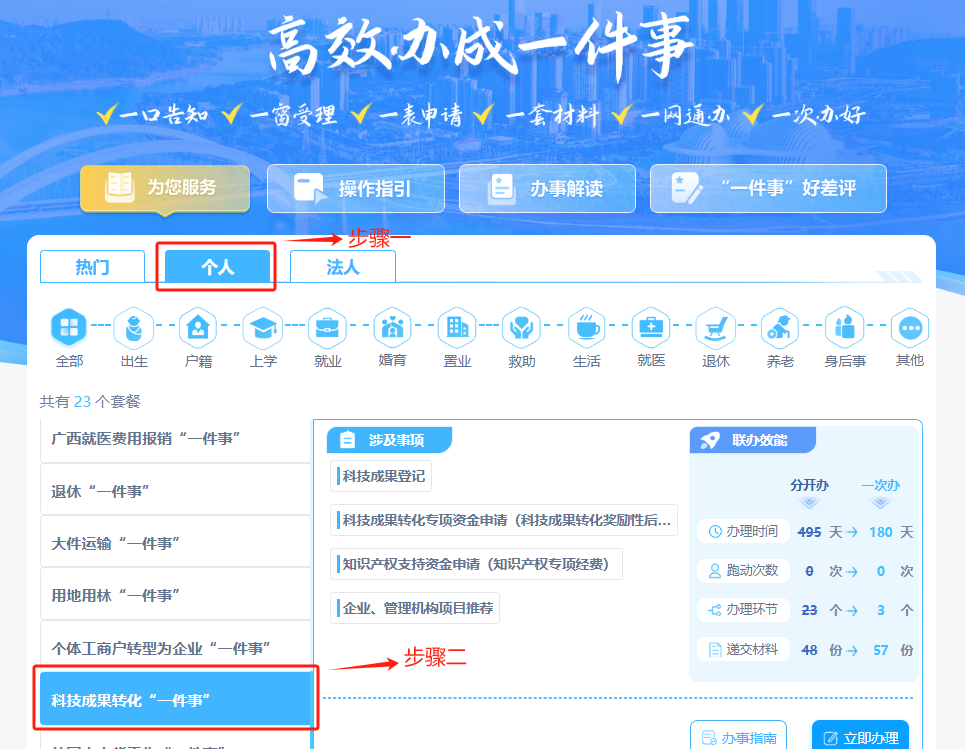 高效办成一件事
一口告知 一窗受理 一表申请 一套材料 一网通办 一次办好
为您服务 操作指引 办事解读 “一件事”好差评
步骤一
热门 个人 法人
全部 出生 户籍 上学 就业 婚育 置业 救助 生活 就医 退休 养老 身后事 其他
共有 23 个套餐
广西就医费用报销“一件事”
退休“一件事”
大件运输“一件事”
用地用林“一件事”
个体工商户转型为企业“一件事”
科技成果转化“一件事”
步骤二
涉及事项
科技成果登记
科技成果转化专项资金申请（科技成果转化奖励性后...
知识产权支持资金申请（知识产权专项经费）
企业、管理机构项目推荐
联办效能
分开办 一次办
办理时间 495 天 180 天
跑动次数 0 次 0 次
办理环节 23 个 3 个
递交材料 48 份 57 份
办事指南 立即办理